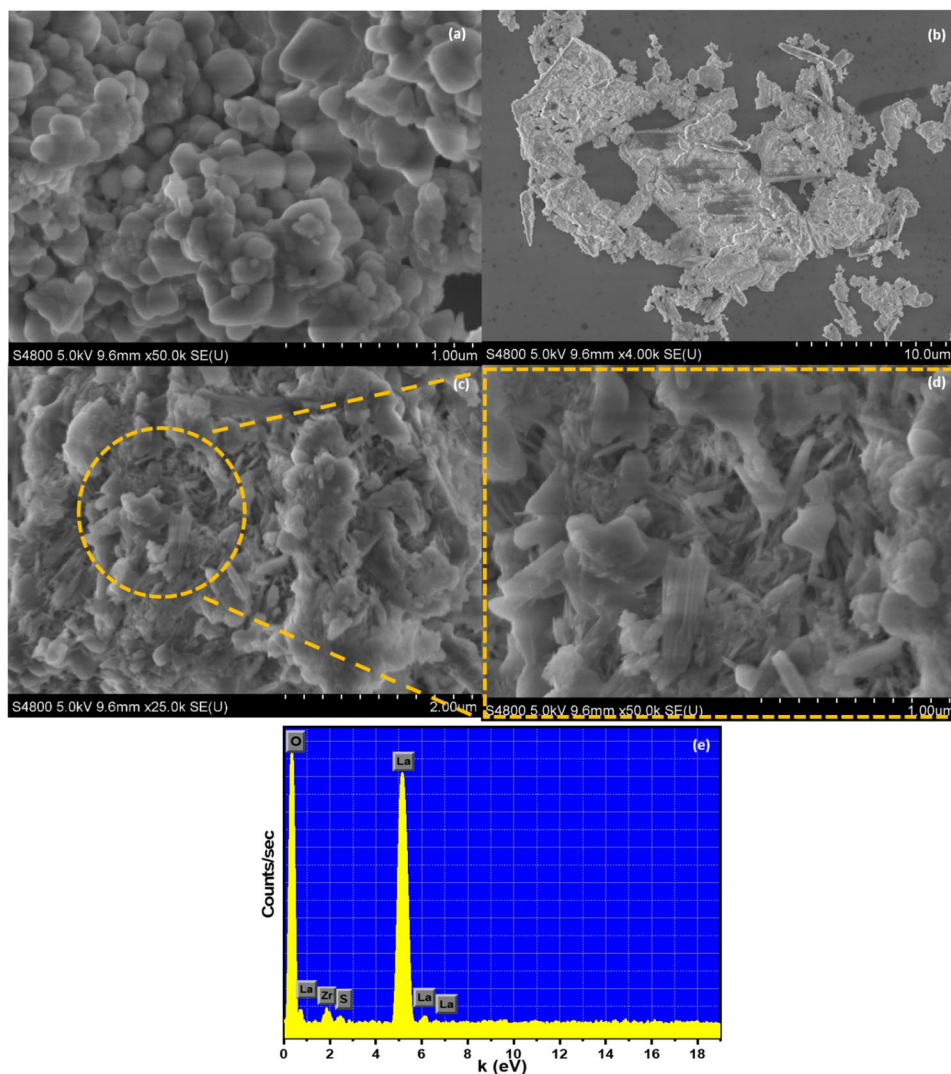 (a)
(b)
S4800 5.0kV 9.6mm x50.0k SE(U) 1.00um
S4800 5.0kV 9.6mm x4.00k SE(U) 10.0um
(c)
(d)
S4800 5.0kV 9.6mm x25.0k SE(U) 2.00um
S4800 5.0kV 9.6mm x50.0k SE(U) 1.00um
(e)
O
La
La
Zr
S
La
La
Counts/sec
0 2 4 6 8 10 12 14 16 18
k (eV)